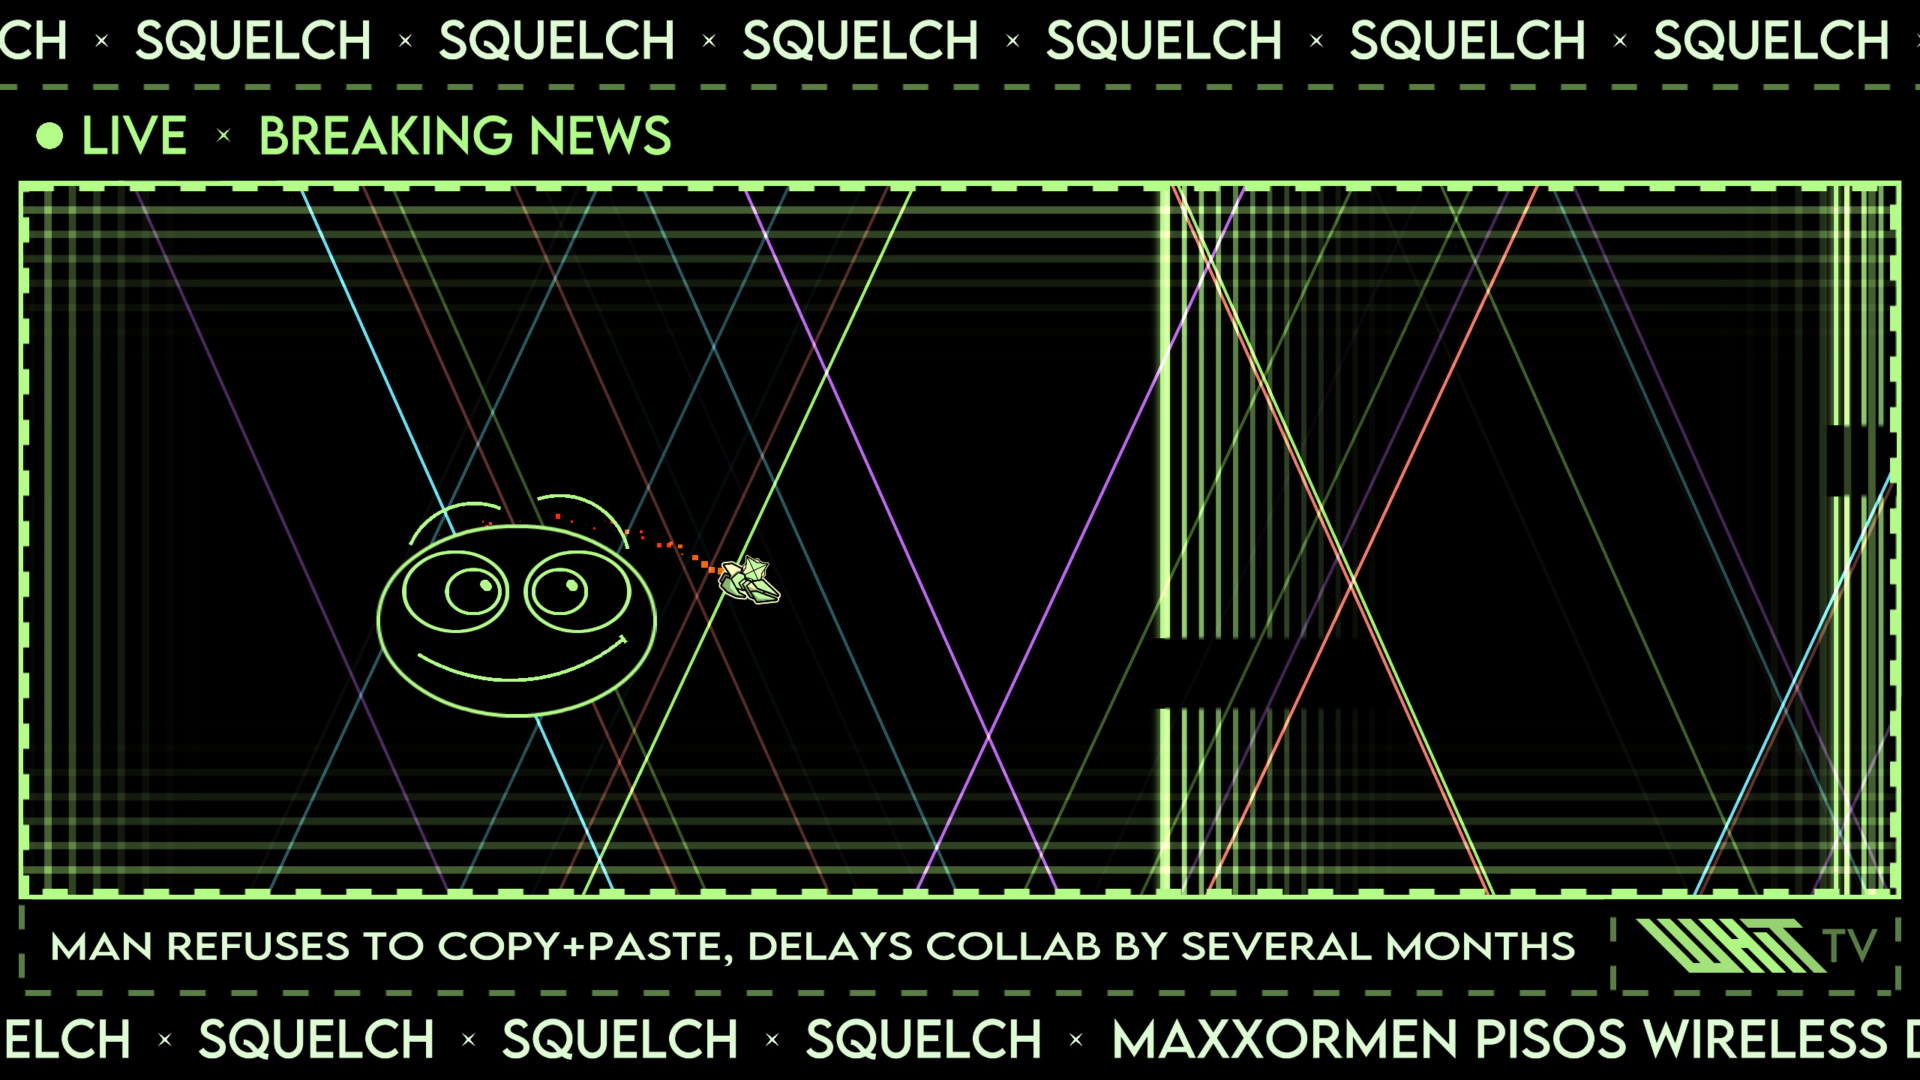 CH × SQUELCH × SQUELCH × SQUELCH × SQUELCH × SQUELCH × SQUELCH ×
LIVE × BREAKING NEWS
MAN REFUSES TO COPY+PASTE, DELAYS COLLAB BY SEVERAL MONTHS
TV
ELCH × SQUELCH × SQUELCH × SQUELCH × MAXXORMEN PISOS WIRELESS D